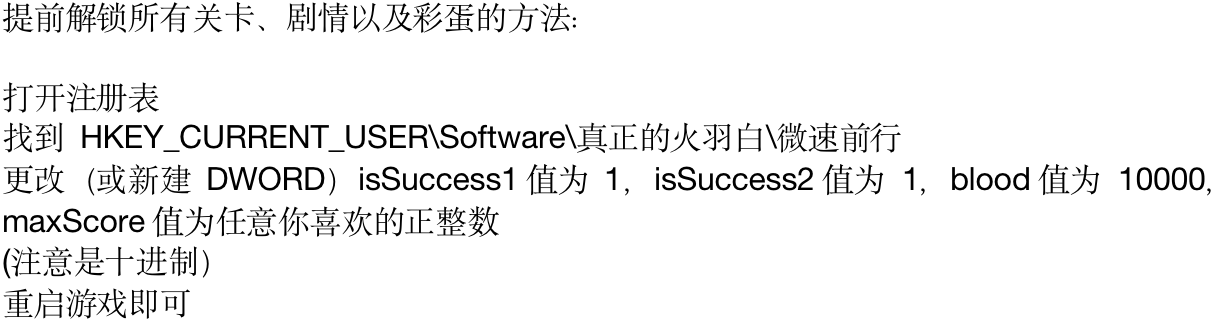 提前解锁所有关卡、剧情以及彩蛋的方法:
打开注册表
找到 HKEY_CURRENT_USER\Software\真正的火羽白\微速前行
更改（或新建 DWORD）isSuccess1 值为 1，isSuccess2 值为 1，blood 值为 10000，
maxScore 值为任意你喜欢的正整数
(注意是十进制）
重启游戏即可